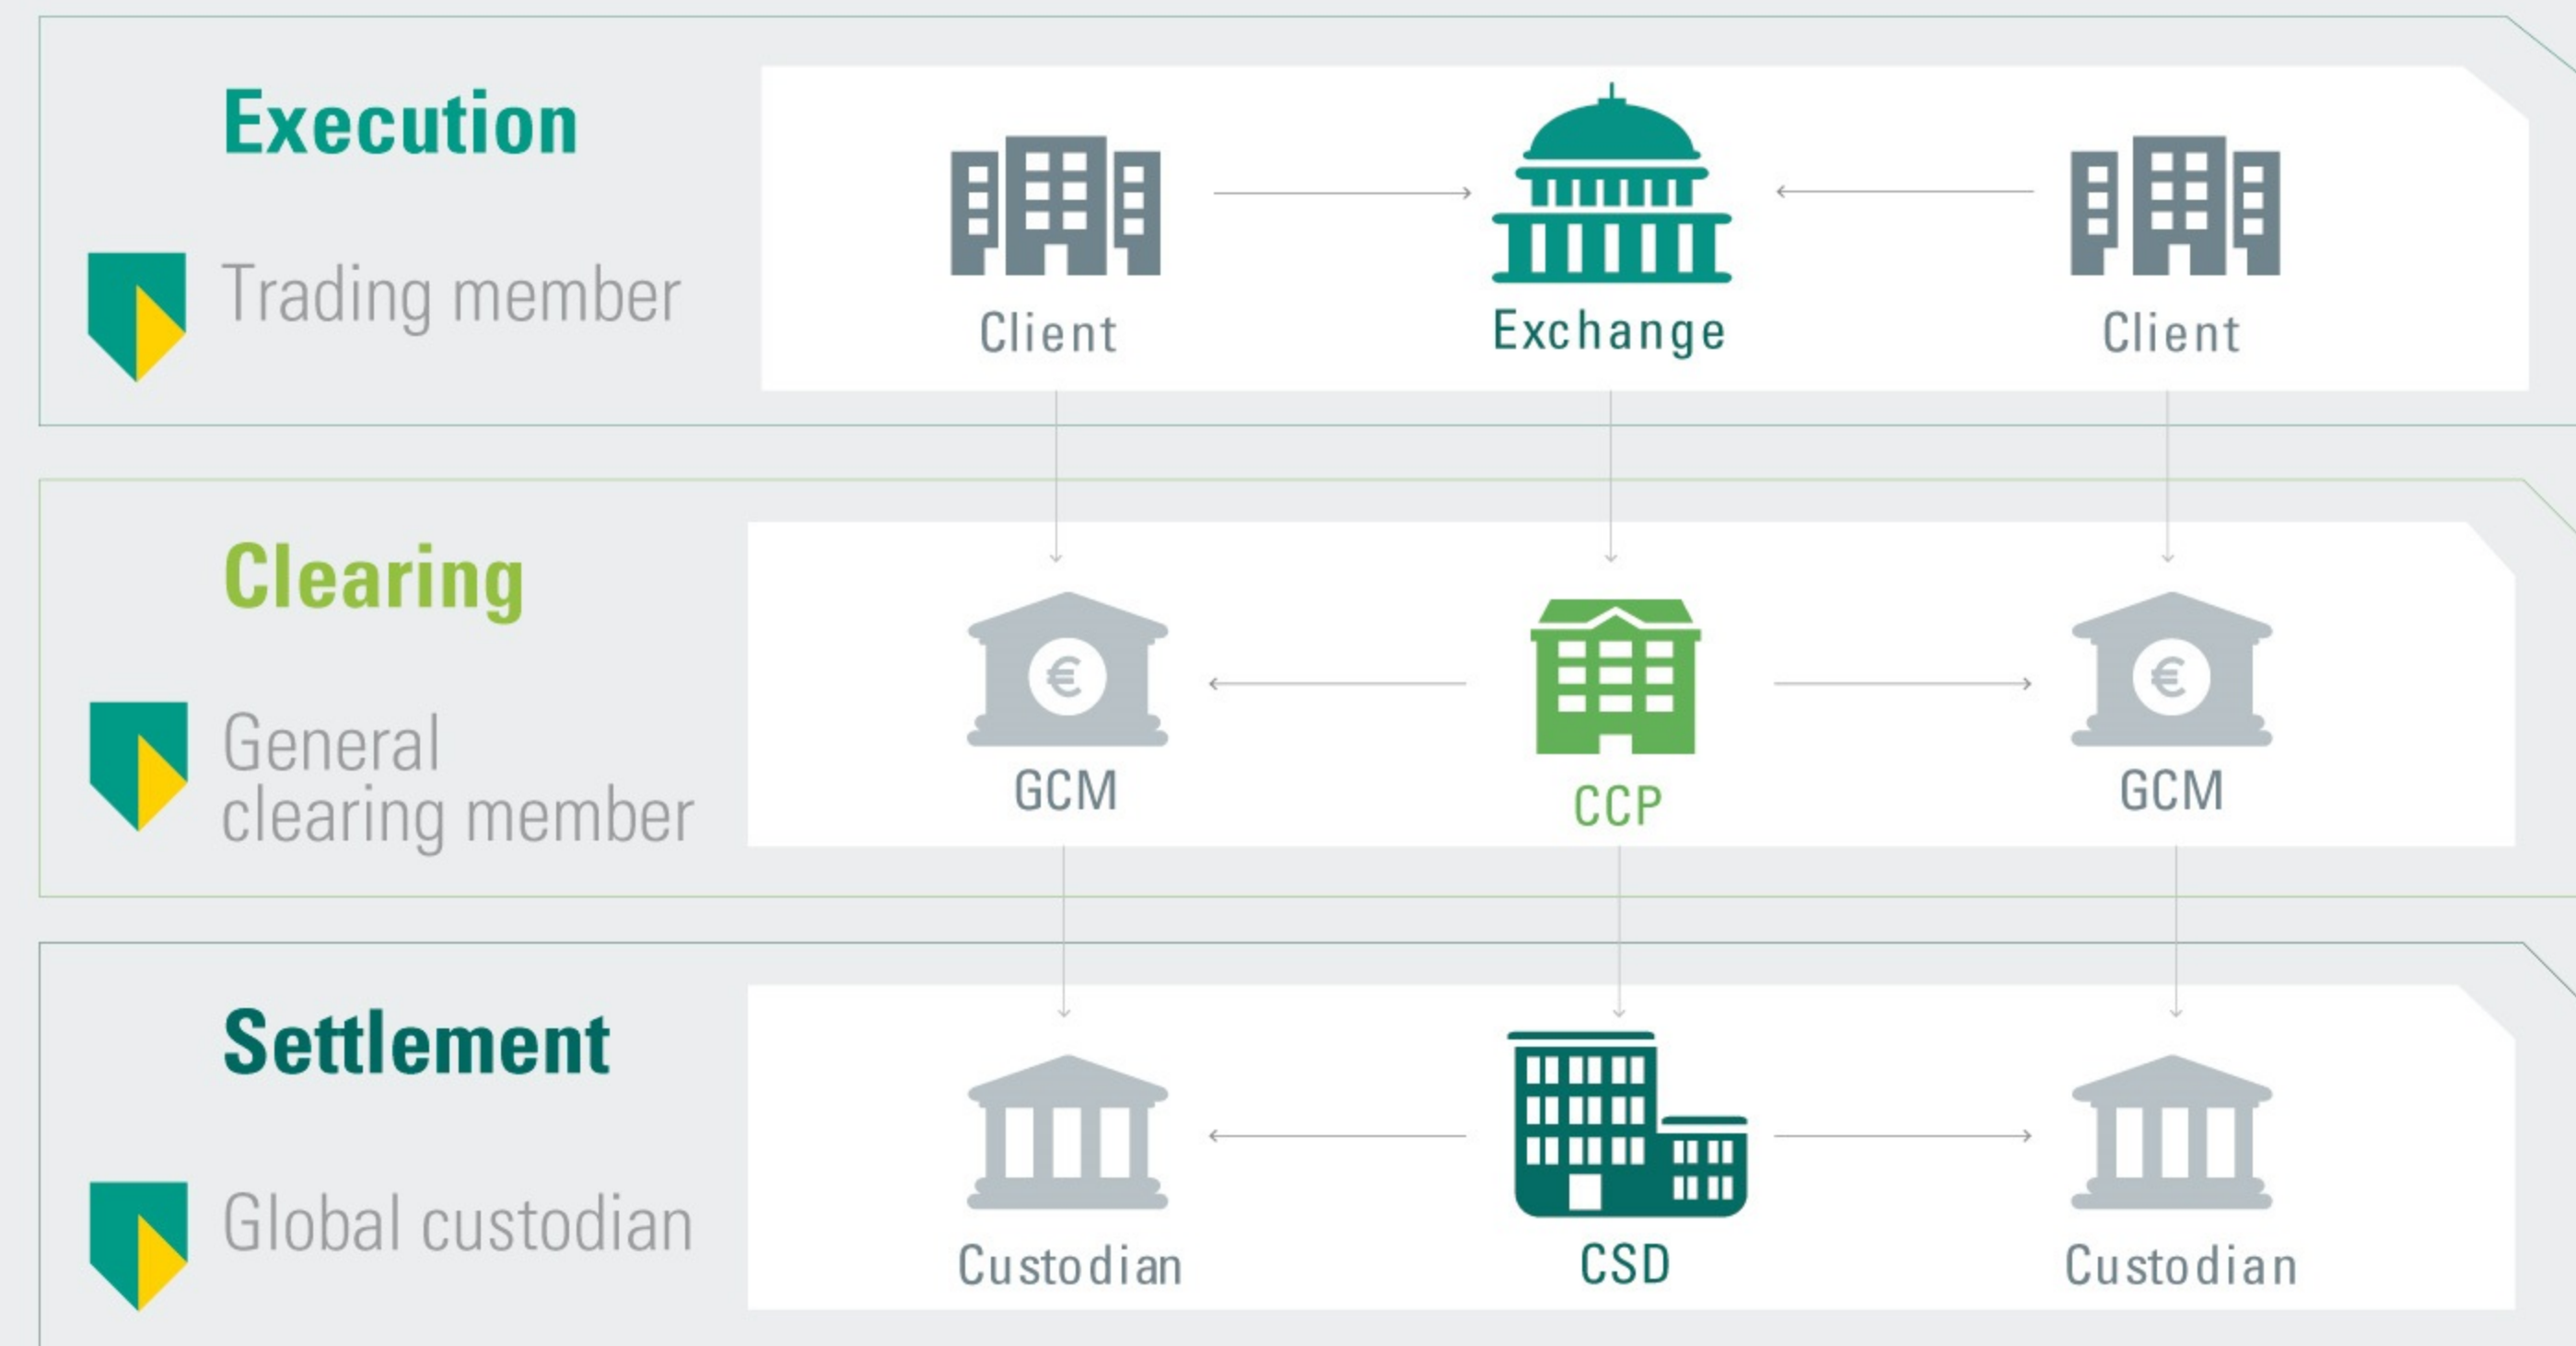 Execution
Trading member
Client
Exchange
Client
Clearing
General
clearing member
€
GCM
CCP
€
GCM
Settlement
Global custodian
Custodian
CSD
Custodian